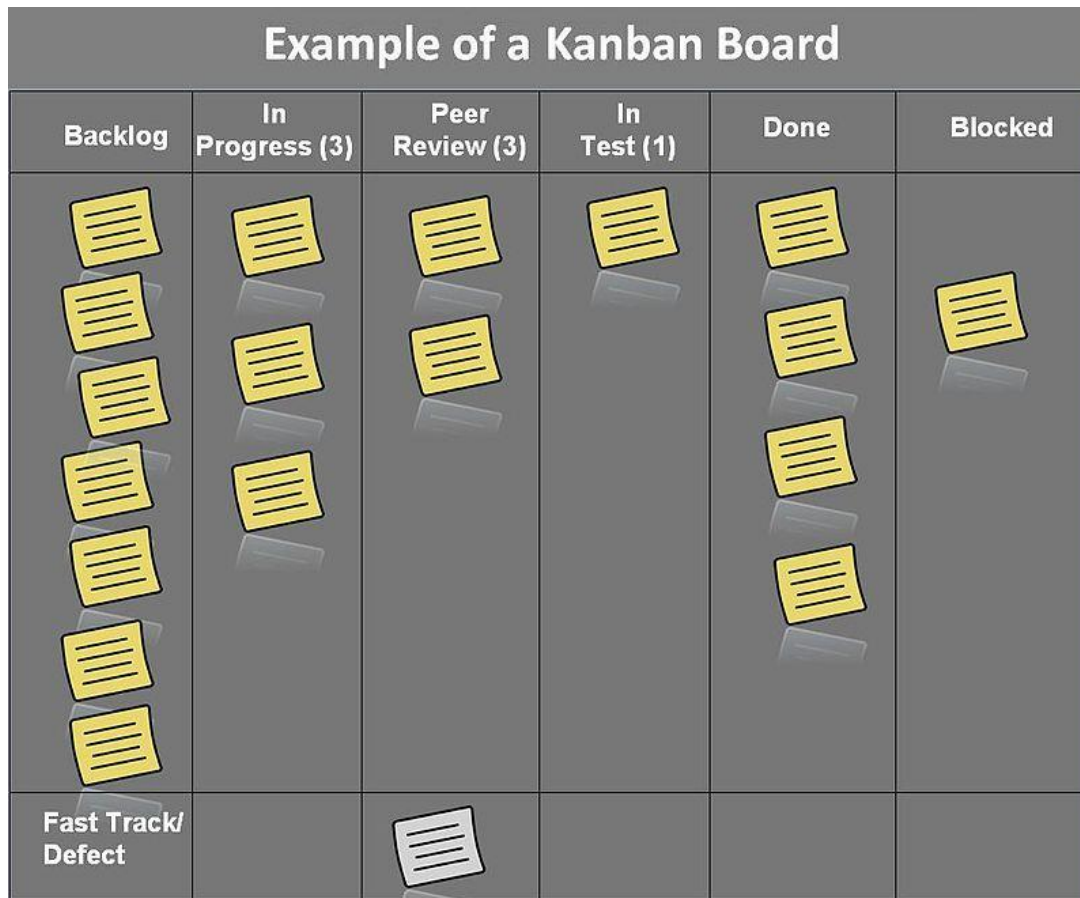 Example of a Kanban Board
Backlog
In
Progress (3)
Peer
Review (3)
In
Test (1)
Done
Blocked
Fast Track/
Defect